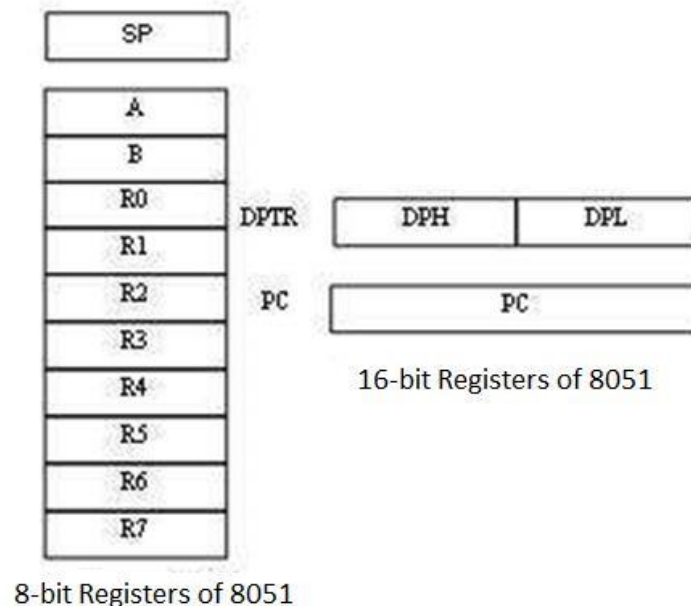 SP
A
B
R0
R1
R2
R3
R4
R5
R6
R7
8-bit Registers of 8051
DPTR
DPH
DPL
PC
PC
16-bit Registers of 8051